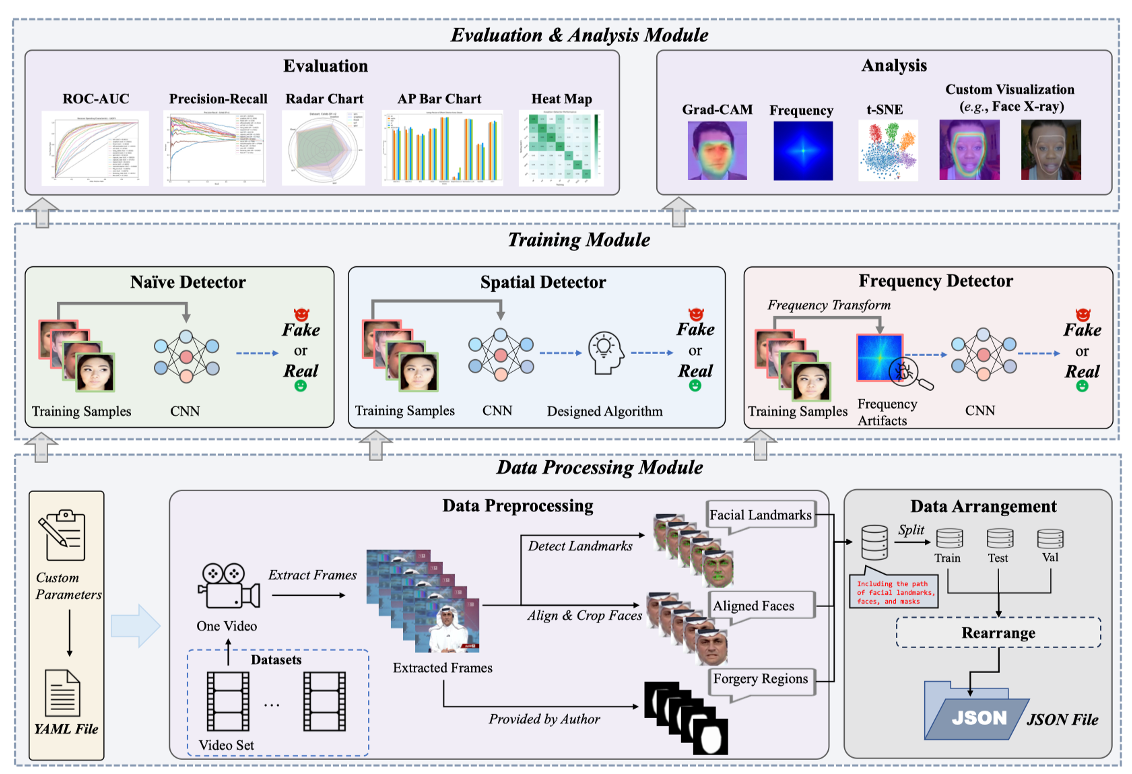 Evaluation & Analysis Module
Evaluation
ROC-AUC
Precision-Recall
Radar Chart
AP Bar Chart
Heat Map
Analysis
Grad-CAM
Frequency
t-SNE
Custom Visualization
(e.g., Face X-ray)
Training Module
Naïve Detector
Training Samples
CNN
Fake
or
Real
Spatial Detector
Training Samples
CNN
Designed Algorithm
Fake
or
Real
Frequency Detector
Frequency Transform
Training Samples
Frequency
Artifacts
CNN
Fake
or
Real
Data Processing Module
Custom
Parameters
YAML File
Data Preprocessing
One Video
Datasets
...
Video Set
Extract Frames
Extracted Frames
Detect Landmarks
Align & Crop Faces
Provided by Author
Facial Landmarks
Aligned Faces
Forgery Regions
Data Arrangement
Split
Train
Test
Val
Including the path
of facial landmarks,
faces, and masks
Rearrange
JSON
JSON File